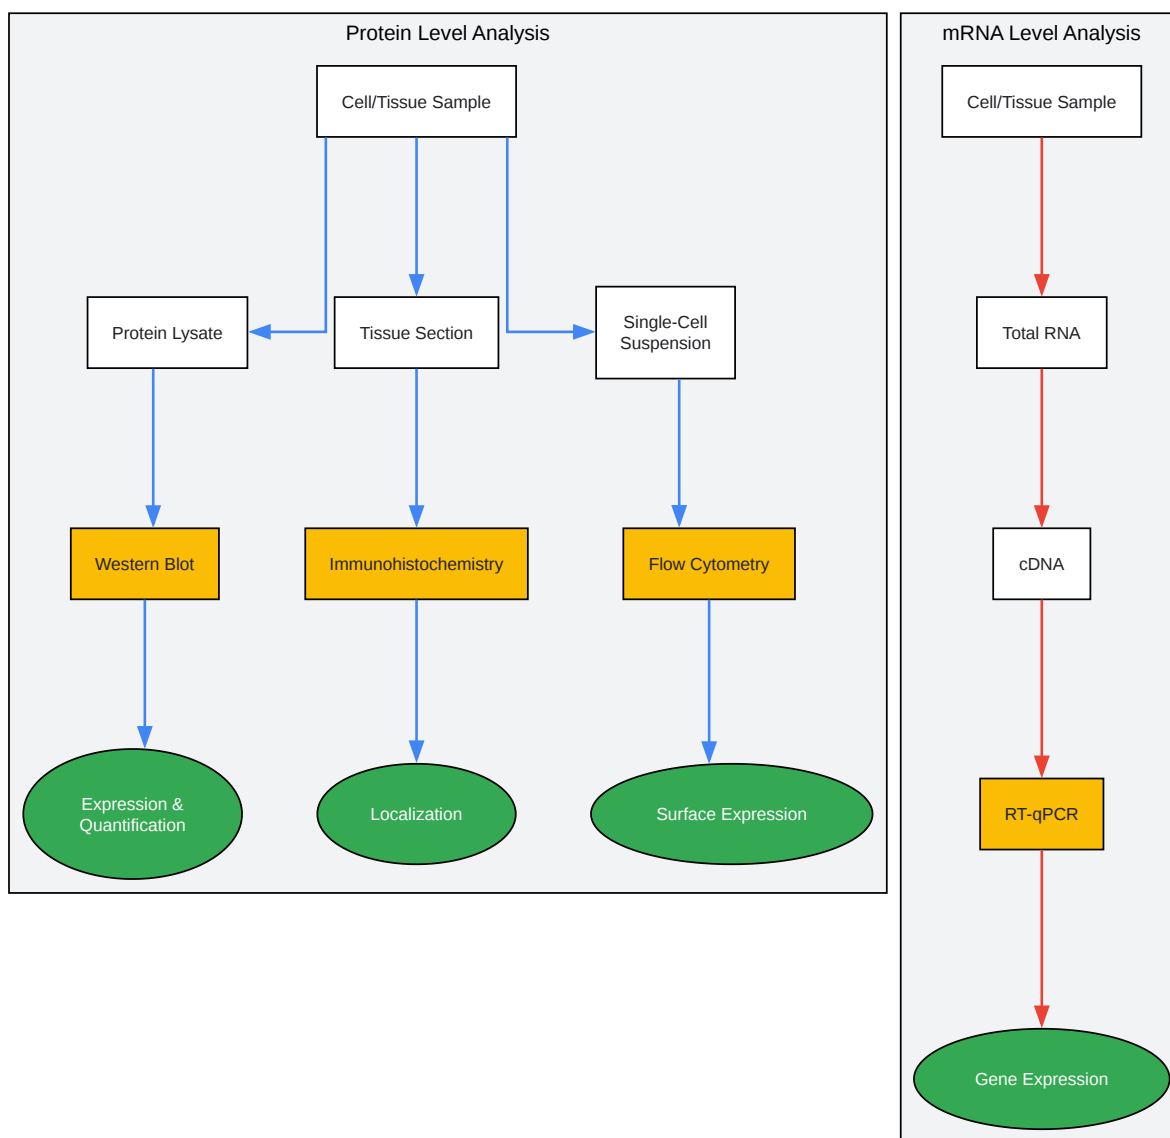 Protein Level Analysis
Cell/Tissue Sample
Protein Lysate
Tissue Section
Single-Cell
Suspension
Western Blot
Immunohistochemistry
Flow Cytometry
Expression &
Quantification
Localization
Surface Expression
mRNA Level Analysis
Cell/Tissue Sample
Total RNA
cDNA
RT-qPCR
Gene Expression